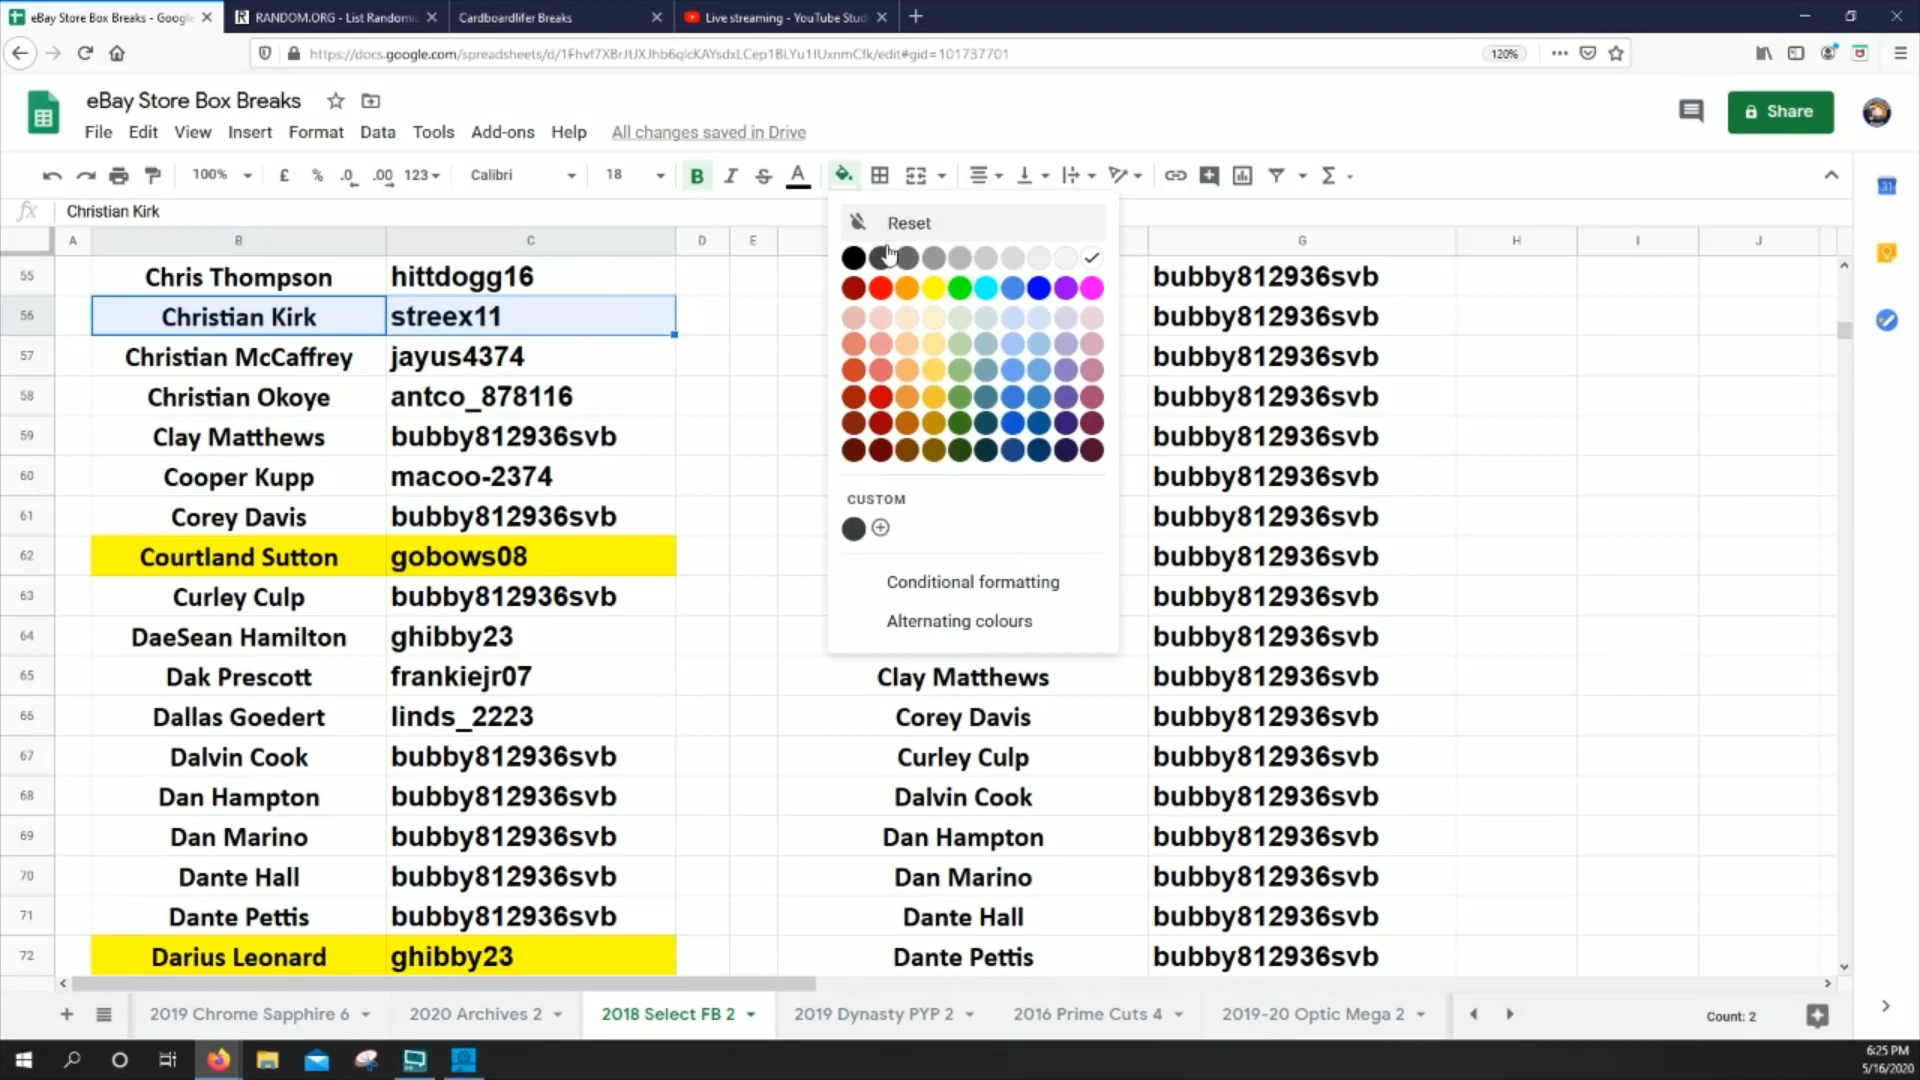 eBay Store Box Breaks - Google
RANDOM.ORG - List Randomi
Cardboardlifer Breaks
Live streaming - YouTube Stud
120%
eBay Store Box Breaks
Share
File Edit View Insert Format Data Tools Add-ons Help All changes saved in Drive
100% £ % .0 .00 123 Calibri 18 B I S A
fx Christian Kirk
Reset
A B C D E G H I J
55 Chris Thompson hittdogg16 bubby812936svb
56 Christian Kirk streex11 bubby812936svb
57 Christian McCaffrey jayus4374 bubby812936svb
58 Christian Okoye antco_878116 bubby812936svb
59 Clay Matthews bubby812936svb bubby812936svb
60 Cooper Kupp macoo-2374 bubby812936svb
CUSTOM
61 Corey Davis bubby812936svb bubby812936svb
62 Courtland Sutton gobows08 bubby812936svb
Conditional formatting
63 Curley Culp bubby812936svb bubby812936svb
Alternating colours
64 DaeSean Hamilton ghibby23 bubby812936svb
65 Dak Prescott frankiejr07 Clay Matthews bubby812936svb
66 Dallas Goedert linds_2223 Corey Davis bubby812936svb
67 Dalvin Cook bubby812936svb Curley Culp bubby812936svb
68 Dan Hampton bubby812936svb Dalvin Cook bubby812936svb
69 Dan Marino bubby812936svb Dan Hampton bubby812936svb
70 Dante Hall bubby812936svb Dan Marino bubby812936svb
71 Dante Pettis bubby812936svb Dante Hall bubby812936svb
72 Darius Leonard ghibby23 Dante Pettis bubby812936svb
2019 Chrome Sapphire 6 2020 Archives 2 2018 Select FB 2 2019 Dynasty PYP 2 2016 Prime Cuts 4 2019-20 Optic Mega 2 Count: 2
6:25 PM
5/16/2020